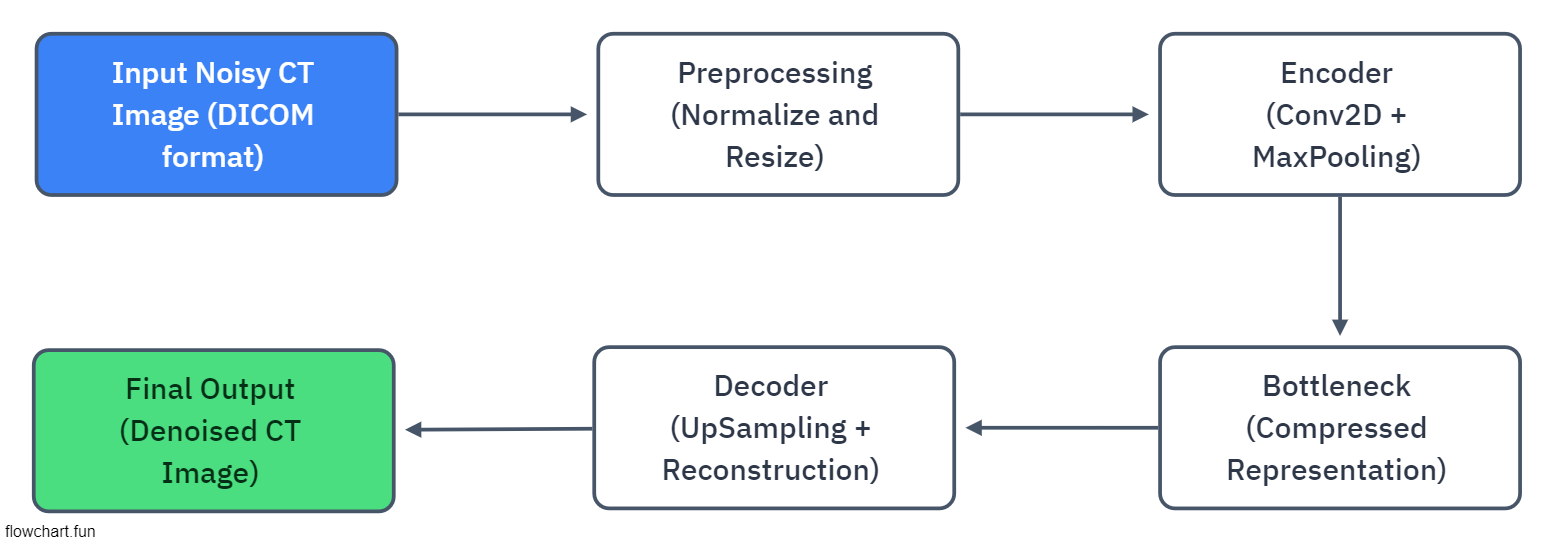 Input Noisy CT
Image (DICOM
format)
Preprocessing
(Normalize and
Resize)
Encoder
(Conv2D +
MaxPooling)
Final Output
(Denoised CT
Image)
Decoder
(UpSampling +
Reconstruction)
Bottleneck
(Compressed
Representation)
flowchart.fun